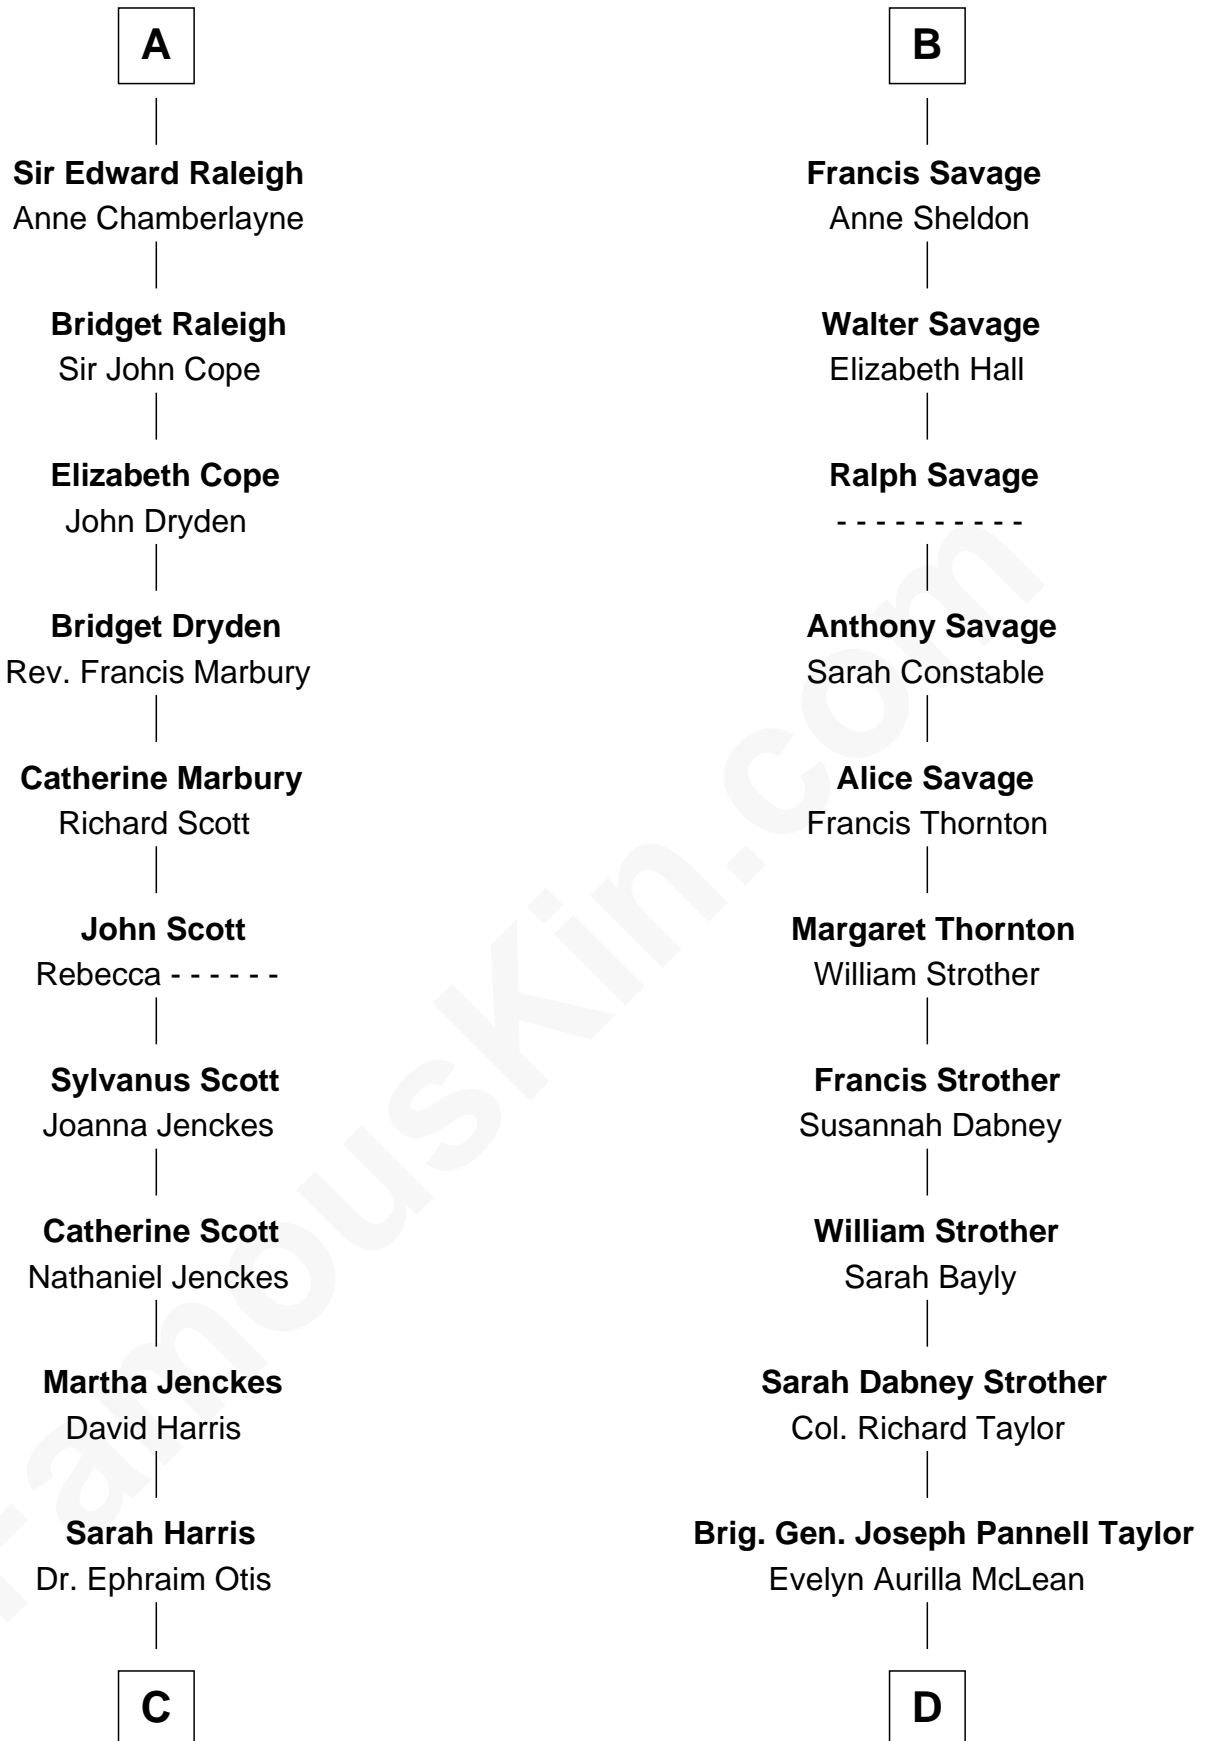 A
Sir Edward Raleigh
Anne Chamberlayne
Bridget Raleigh
Sir John Cope
Elizabeth Cope
John Dryden
Bridget Dryden
Rev. Francis Marbury
Catherine Marbury
Richard Scott
John Scott
Rebecca - - - - - -
Sylvanus Scott
Joanna Jenckes
Catherine Scott
Nathaniel Jenckes
Martha Jenckes
David Harris
Sarah Harris
Dr. Ephraim Otis
C
B
Francis Savage
Anne Sheldon
Walter Savage
Elizabeth Hall
Ralph Savage
- - - - - - - - - -
Anthony Savage
Sarah Constable
Alice Savage
Francis Thornton
Margaret Thornton
William Strother
Francis Strother
Susannah Dabney
William Strother
Sarah Bayly
Sarah Dabney Strother
Col. Richard Taylor
Brig. Gen. Joseph Pannell Taylor
Evelyn Aurilla McLean
D
FamousKin.com